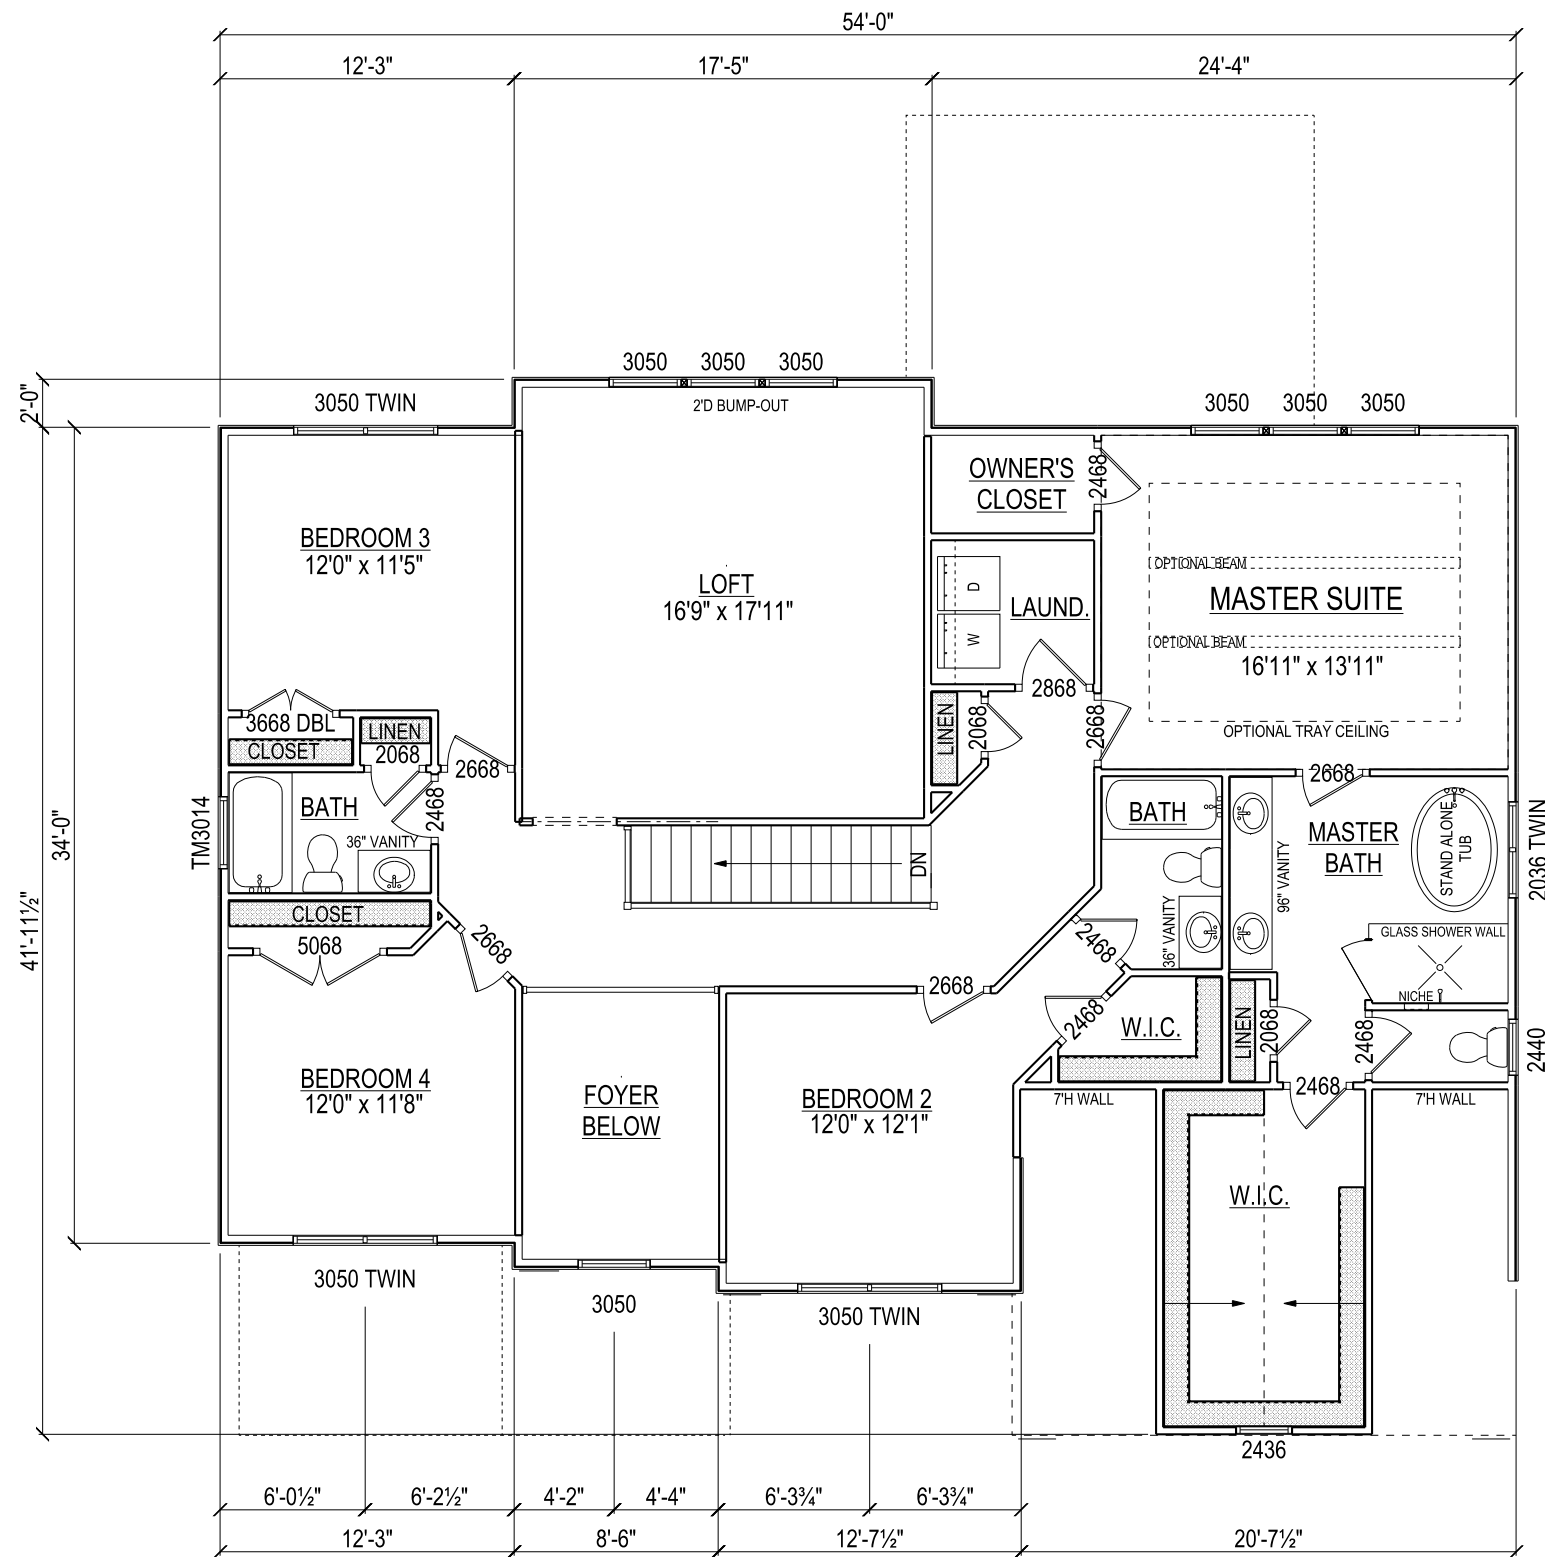 54'-0"
12'-3"
17'-5"
24'-4"
3050 3050 3050
2'-0"
3050 TWIN
2'D BUMP-OUT
3050 3050 3050
OWNER'S
CLOSET
2468
BEDROOM 3
12'0" x 11'5"
LOFT
16'9" x 17'11"
D
W
LAUND.
OPTIONAL BEAM
MASTER SUITE
OPTIONAL BEAM
16'11" x 13'11"
2868
OPTIONAL TRAY CEILING
3668 DBL
CLOSET
LINEN
2068
2668
LINEN
2068
2668
2668
34'-0"
41'-11½"
TM3014
BATH
36" VANITY
2468
DN
BATH
MASTER
BATH
STAND ALONE
TUB
2036 TWIN
96" VANITY
36" VANITY
CLOSET
5068
2668
2468
GLASS SHOWER WALL
NICHE
2668
2468
W.I.C.
LINEN
2068
2468
2440
BEDROOM 4
12'0" x 11'8"
FOYER
BELOW
BEDROOM 2
12'0" x 12'1"
7'H WALL
2468
7'H WALL
W.I.C.
3050 TWIN
3050
3050 TWIN
2436
6'-0½"
6'-2½"
4'-2"
4'-4"
6'-3¾"
6'-3¾"
12'-3"
8'-6"
12'-7½"
20'-7½"